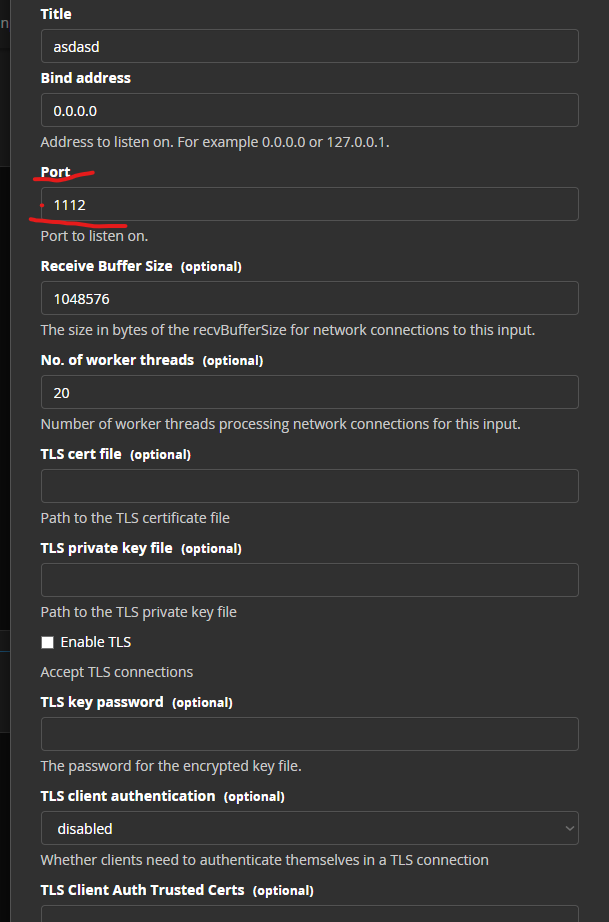 n
Title
asdasd
Bind address
0.0.0.0
Address to listen on. For example 0.0.0.0 or 127.0.0.1.
Port
1112
Port to listen on.
Receive Buffer Size (optional)
1048576
The size in bytes of the recvBufferSize for network connections to this input.
No. of worker threads (optional)
20
Number of worker threads processing network connections for this input.
TLS cert file (optional)
Path to the TLS certificate file
TLS private key file (optional)
Path to the TLS private key file
Enable TLS
Accept TLS connections
TLS key password (optional)
The password for the encrypted key file.
TLS client authentication (optional)
disabled
Whether clients need to authenticate themselves in a TLS connection
TLS Client Auth Trusted Certs (optional)